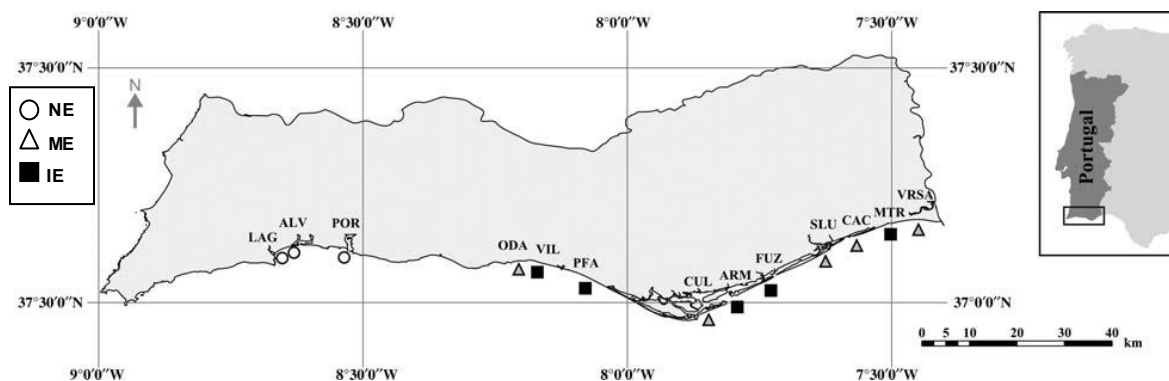 9°0'0"W 8°30'0"W 8°0'0"W 7°30'0"W
37°30'0"N 37°30'0"N
N
NE
ME
IE
Portugal
LAG ALV POR ODA VIL PFA CUL ARM FUZ SLU CAC MTR VRSA
37°30'0"N 37°0'0"N
0 5 10 20 30 40
km
9°0'0"W 8°30'0"W 8°0'0"W 7°30'0"W